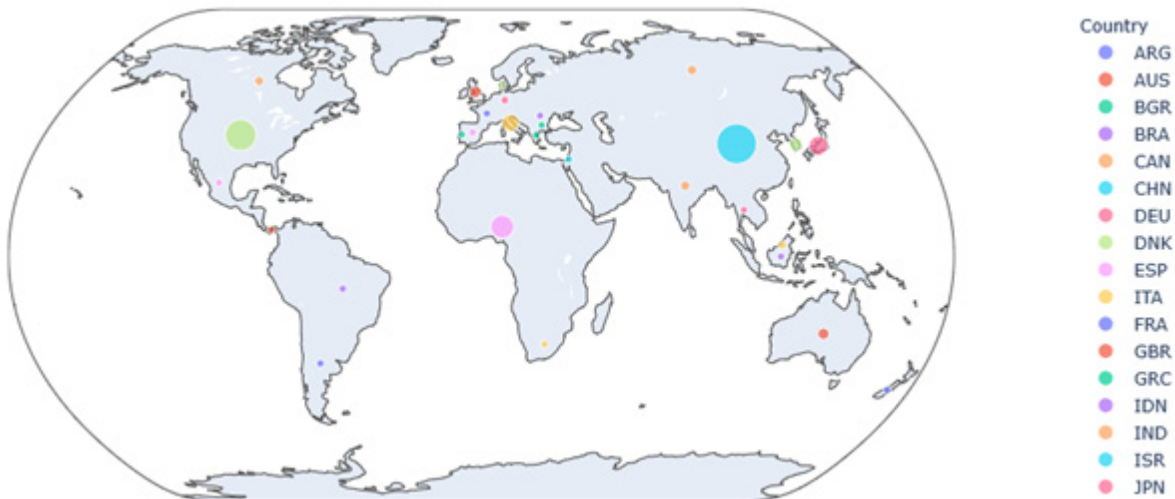 Country
ARG
AUS
BGR
BRA
CAN
CHN
DEU
DNK
ESP
ITA
FRA
GBR
GRC
IDN
IND
ISR
JPN